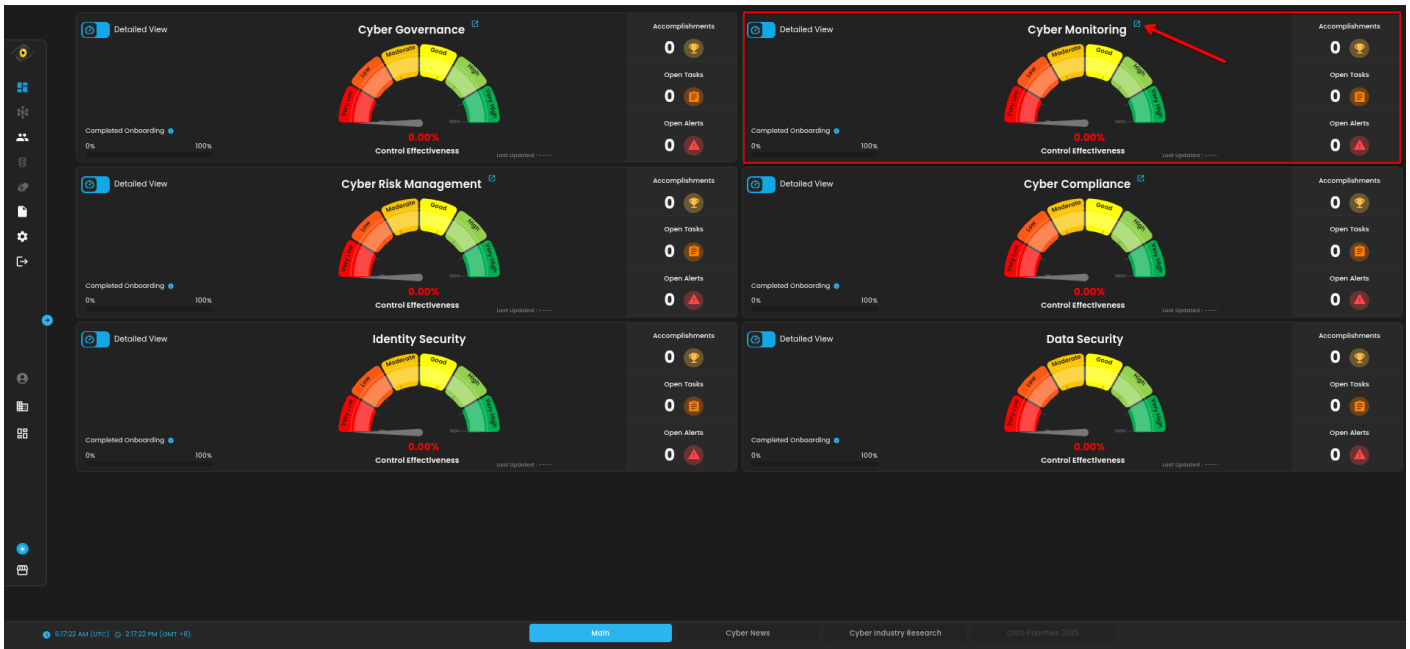 Detailed View
Cyber Governance
Very Low
Low
Moderate
Good
High
Very High
0.00%
Control Effectiveness
Completed Onboarding
0% 100%
Last Updated : ----
Accomplishments
0
Open Tasks
0
Open Alerts
0
Detailed View
Cyber Monitoring
Very Low
Low
Moderate
Good
High
Very High
0.00%
Control Effectiveness
Completed Onboarding
0% 100%
Last Updated : ----
Accomplishments
0
Open Tasks
0
Open Alerts
0
Detailed View
Cyber Risk Management
Very Low
Low
Moderate
Good
High
Very High
0.00%
Control Effectiveness
Completed Onboarding
0% 100%
Last Updated : ----
Accomplishments
0
Open Tasks
0
Open Alerts
0
Detailed View
Cyber Compliance
Very Low
Low
Moderate
Good
High
Very High
0.00%
Control Effectiveness
Completed Onboarding
0% 100%
Last Updated : ----
Accomplishments
0
Open Tasks
0
Open Alerts
0
Detailed View
Identity Security
Very Low
Low
Moderate
Good
High
Very High
0.00%
Control Effectiveness
Completed Onboarding
0% 100%
Last Updated : ----
Accomplishments
0
Open Tasks
0
Open Alerts
0
Detailed View
Data Security
Very Low
Low
Moderate
Good
High
Very High
0.00%
Control Effectiveness
Completed Onboarding
0% 100%
Last Updated : ----
Accomplishments
0
Open Tasks
0
Open Alerts
0
6:17:22 AM (UTC) 2:17:22 PM (GMT +8)
Main
Cyber News
Cyber Industry Research
CISO Priorities 2025